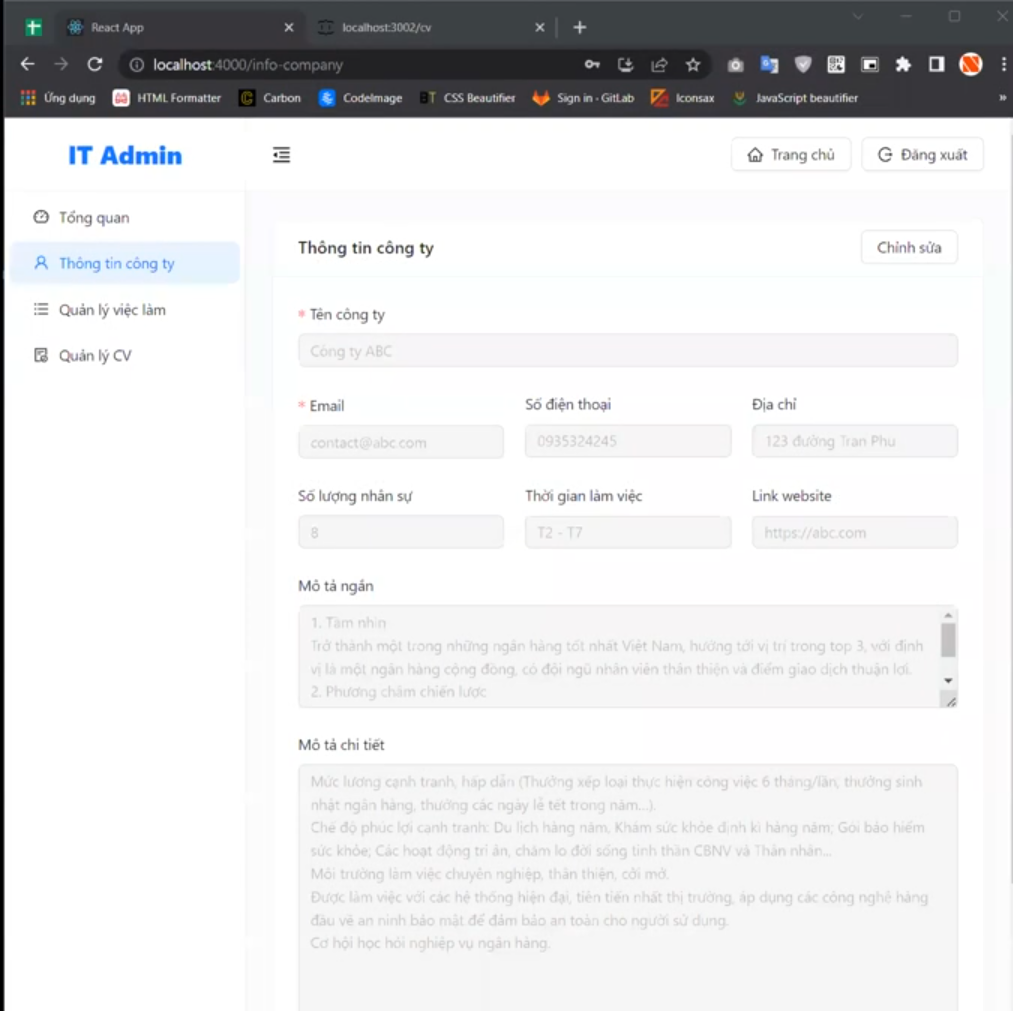 React App
localhost:3002/cv
localhost:4000/info-company
Ứng dụng
HTML Formatter
Carbon
CodeImage
CSS Beautifier
Sign in · GitLab
Iconsax
JavaScript beautifier
IT Admin
Trang chủ
Đăng xuất
Tổng quan
Thông tin công ty
Quản lý việc làm
Quản lý CV
Thông tin công ty
Chỉnh sửa
* Tên công ty
Công ty ABC
* Email
Số điện thoại
Địa chỉ
contact@abc.com
0935324245
123 đường Tran Phu
Số lượng nhân sự
Thời gian làm việc
Link website
8
T2 - T7
https://abc.com
Mô tả ngắn
1. Tầm nhìn
Trở thành một trong những ngân hàng tốt nhất Việt Nam, hướng tới vị trí trong top 3, với định
vị là một ngân hàng cộng đồng, có đội ngũ nhân viên thân thiện và điểm giao dịch thuận lợi.
2. Phương châm chiến lược
Mô tả chi tiết
Mức lương cạnh tranh, hấp dẫn (Thưởng xếp loại thực hiện công việc 6 tháng/lần, thưởng sinh
nhật ngân hàng, thưởng các ngày lễ tết trong năm...).
Chế độ phúc lợi cạnh tranh: Du lịch hàng năm, Khám sức khỏe định kì hàng năm; Gói bảo hiểm
sức khỏe; Các hoạt động tri ân, chăm lo đời sống tinh thần CBNV và Thân nhân...
Môi trường làm việc chuyên nghiệp, thân thiện, cởi mở.
Được làm việc với các hệ thống hiện đại, tiên tiến nhất thị trường, áp dụng các công nghệ hàng
đầu về an ninh bảo mật để đảm bảo an toàn cho người sử dụng.
Cơ hội học hỏi nghiệp vụ ngân hàng.